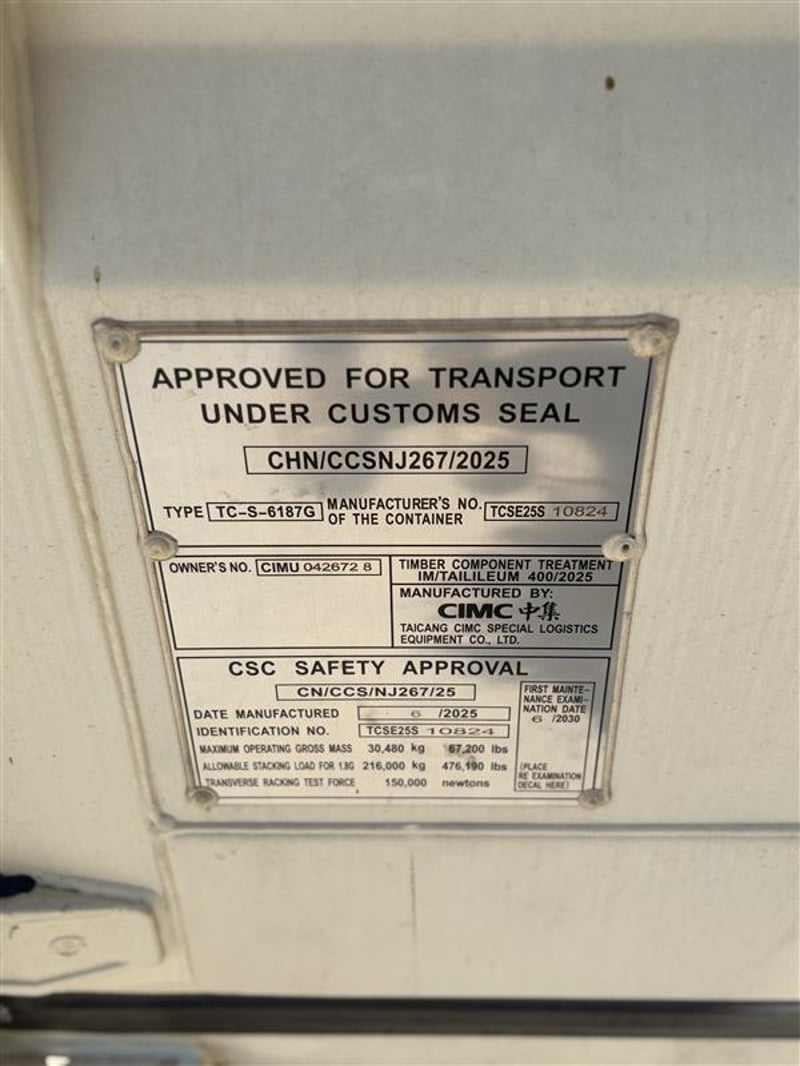 APPROVED FOR TRANSPORT
UNDER CUSTOMS SEAL
CHN/CCSNJ267/2025
TYPE TC-S-6187G MANUFACTURER'S NO. OF THE CONTAINER TCSE25S 10824
OWNER'S NO. CIMU 042672 8
TIMBER COMPONENT TREATMENT
IM/TAILILEUM 400/2025
MANUFACTURED BY:
CIMC 中集
TAICANG CIMC SPECIAL LOGISTICS
EQUIPMENT CO., LTD.
CSC SAFETY APPROVAL
CN/CCS/NJ267/25
DATE MANUFACTURED 6 /2025
IDENTIFICATION NO. TCSE25S 10824
MAXIMUM OPERATING GROSS MASS 30,480 kg 67,200 lbs
ALLOWABLE STACKING LOAD FOR 1.8G 216,000 kg 476,190 lbs
TRANSVERSE RACKING TEST FORCE 150,000 newtons
FIRST MAINTE-
NANCE EXAMI-
NATION DATE
6 /2030
(PLACE
RE EXAMINATION
DECAL HERE)